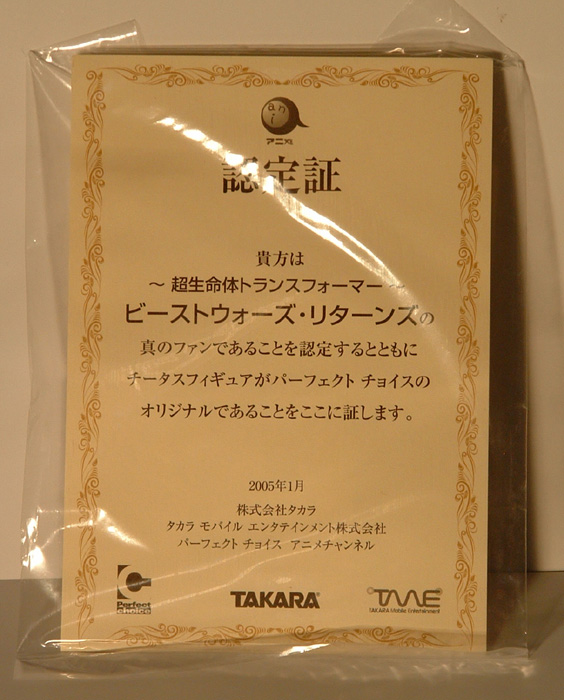 ani
アニメ
認定証
貴方は
～ 超生命体トランスフォーマー ～
ビーストウォーズ・リターンズの
真のファンであることを認定するとともに
チータスフィギュアがパーフェクト チョイスの
オリジナルであることをここに証します。
2005年1月
株式会社タカラ
タカラ モバイル エンタテインメント株式会社
パーフェクト チョイス アニメチャンネル
Perfect choice
TAKARA
TME
TAKARA Mobile Entertainment